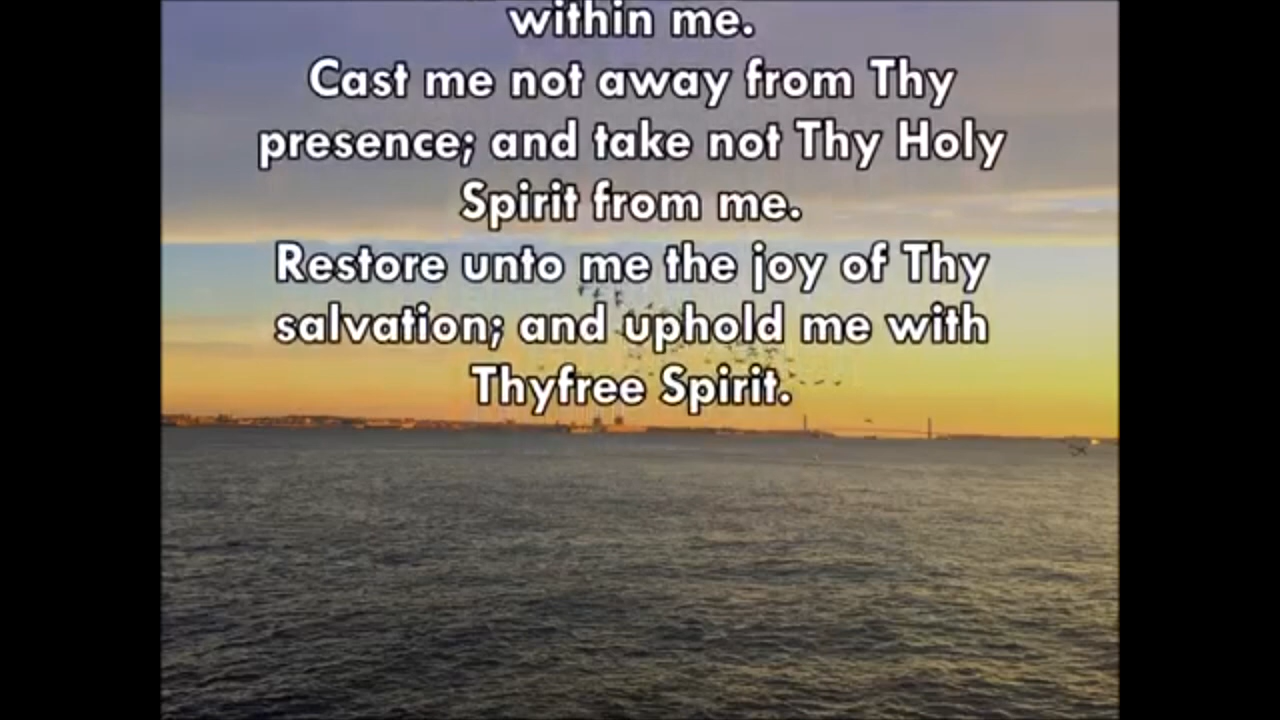 within me.
Cast me not away from Thy
presence; and take not Thy Holy
Spirit from me.
Restore unto me the joy of Thy
salvation; and uphold me with
Thyfree Spirit.